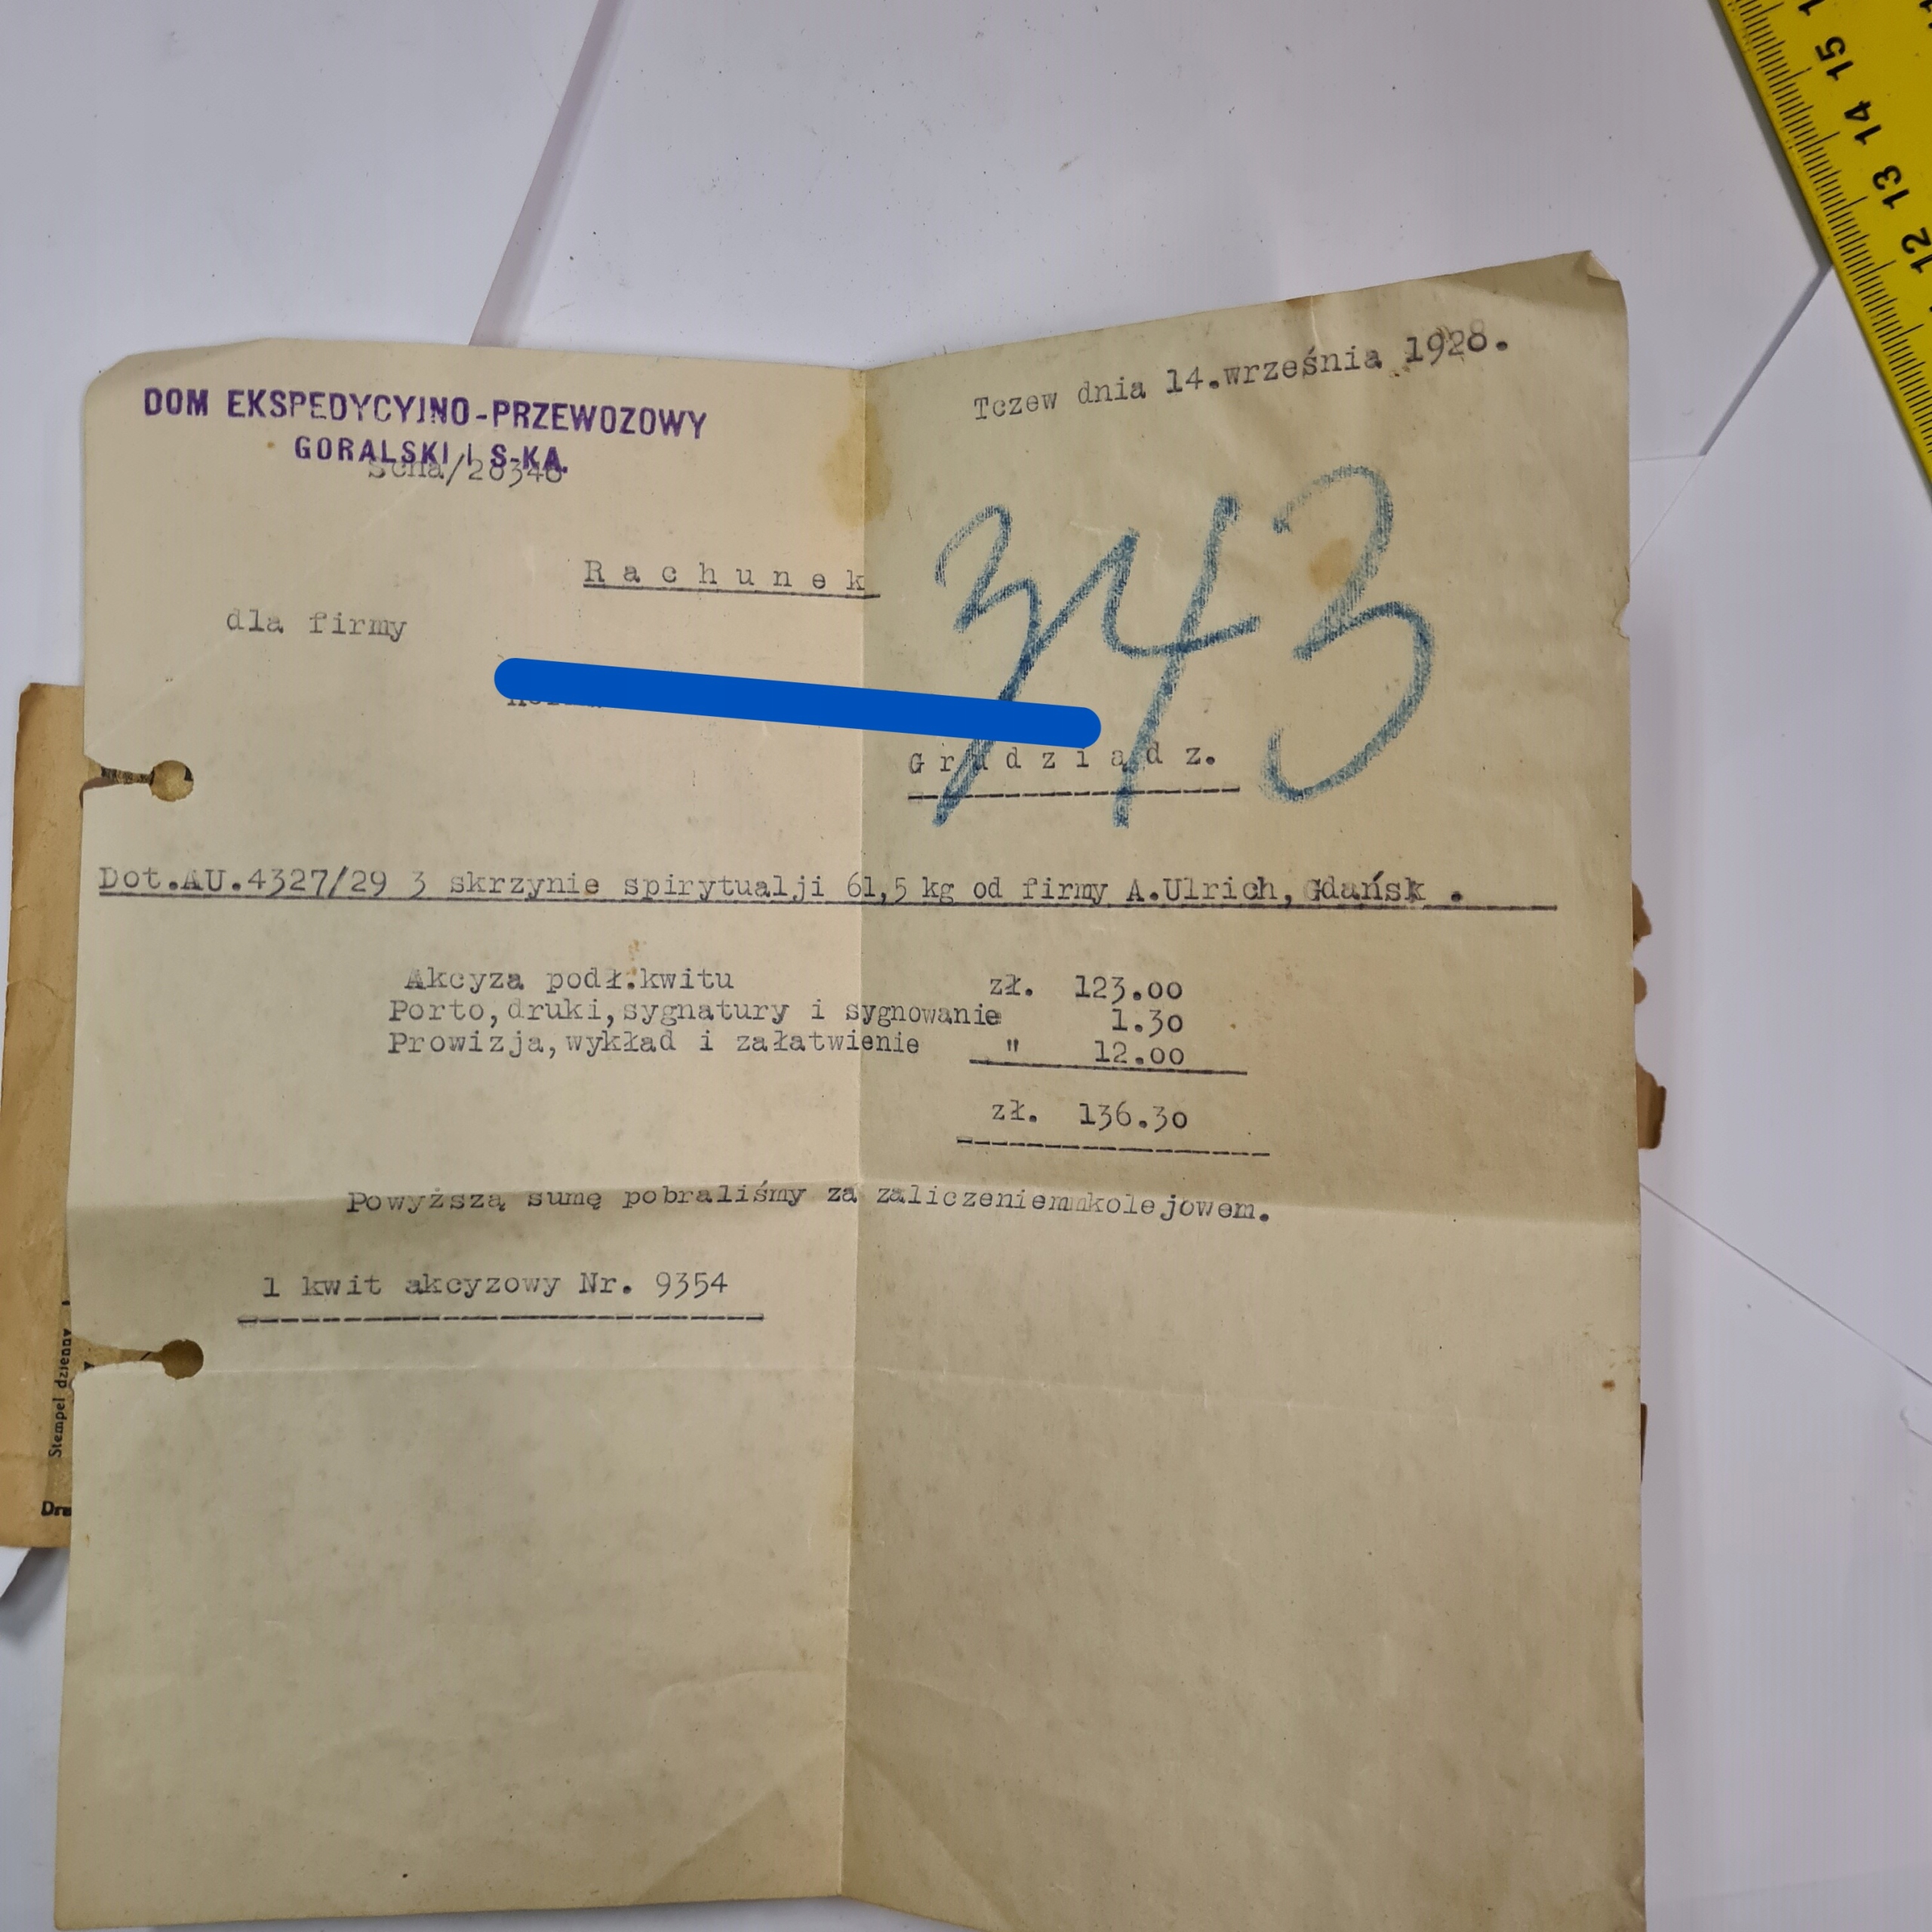 Tczew dnia 14.września 1928.
DOM EKSPEDYCYJNO-PRZEWOZOWY
GORALSKI I S-KA.
Scha/28348
343
Rachunek
dla firmy
Grudziądz.
Dot.AU.4327/29 3 skrzynie spirytualji 61,5 kg od firmy A.Ulrich, Gdańsk .
Akcyza podł.kwitu zł. 123.00
Porto,druki,sygnatury i sygnowanie 1.30
Prowizja,wykład i załatwienie " 12.00
zł. 136.30
Powyższą sumę pobraliśmy za zaliczeniem kolejowem.
1 kwit akcyzowy Nr. 9354
Stempel dzienny
12 13 14 15